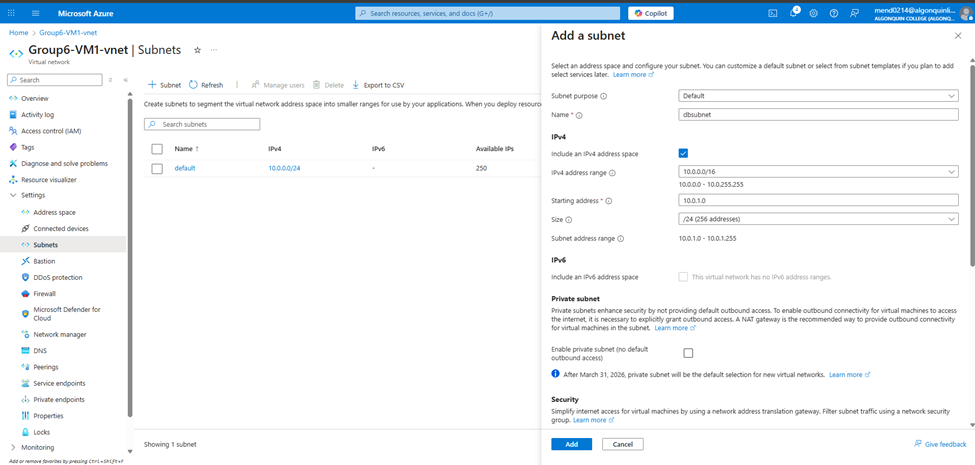 Microsoft Azure
Search resources, services, and docs (G+/)
Copilot
mend0214@algonquinli...
ALGONQUIN COLLEGE (ALGONQ...
Home > Group6-VM1-vnet
Group6-VM1-vnet | Subnets
Virtual network
Search
Overview
Activity log
Access control (IAM)
Tags
Diagnose and solve problems
Resource visualizer
Settings
Address space
Connected devices
Subnets
Bastion
DDoS protection
Firewall
Microsoft Defender for
Cloud
Network manager
DNS
Peerings
Service endpoints
Private endpoints
Properties
Locks
Monitoring
Add or remove favorites by pressing Ctrl+Shift+F
Subnet
Refresh
Manage users
Delete
Export to CSV
Create subnets to segment the virtual network address space into smaller ranges for use by your applications. When you deploy resourc
Search subnets
Name ↑ IPv4 IPv6 Available IPs
default 10.0.0.0/24 - 250
Showing 1 subnet
Add a subnet
Select an address space and configure your subnet. You can customize a default subnet or select from subnet templates if you plan to add
select services later. Learn more
Subnet purpose Default
Name * dbsubnet
IPv4
Include an IPv4 address space
IPv4 address range 10.0.0.0/16
10.0.0.0 - 10.0.255.255
Starting address * 10.0.1.0
Size /24 (256 addresses)
Subnet address range 10.0.1.0 - 10.0.1.255
IPv6
Include an IPv6 address space This virtual network has no IPv6 address ranges.
Private subnet
Private subnets enhance security by not providing default outbound access. To enable outbound connectivity for virtual machines to access
the internet, it is necessary to explicitly grant outbound access. A NAT gateway is the recommended way to provide outbound connectivity
for virtual machines in the subnet. Learn more
Enable private subnet (no default
outbound access)
After March 31, 2026, private subnet will be the default selection for new virtual networks. Learn more
Security
Simplify internet access for virtual machines by using a network address translation gateway. Filter subnet traffic using a network security
group. Learn more
Add
Cancel
Give feedback